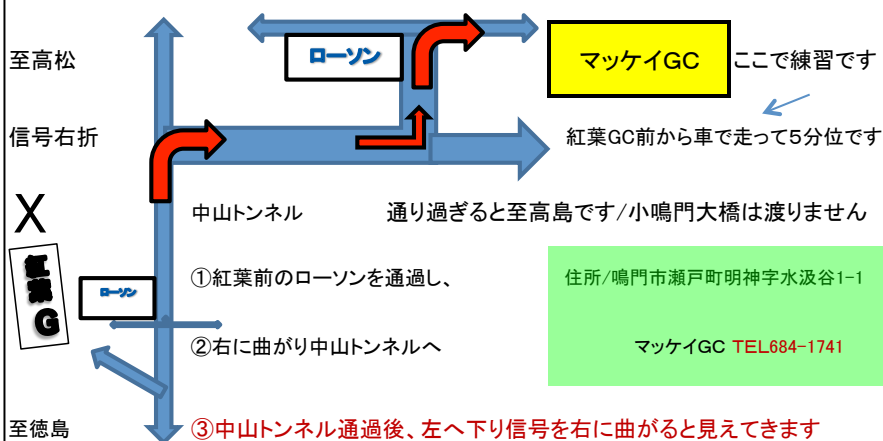 至高松
ローソン
マッケイGC
ここで練習です
信号右折
紅葉GC前から車で走って5分位です
X
中山トンネル
通り過ぎると至高島です/小鳴門大橋は渡りません
紅葉G
ローソン
①紅葉前のローソンを通過し、
住所/鳴門市瀬戸町明神字水汲谷1-1
②右に曲がり中山トンネルへ
マッケイGC TEL684-1741
至徳島
③中山トンネル通過後、左へ下り信号を右に曲がると見えてきます